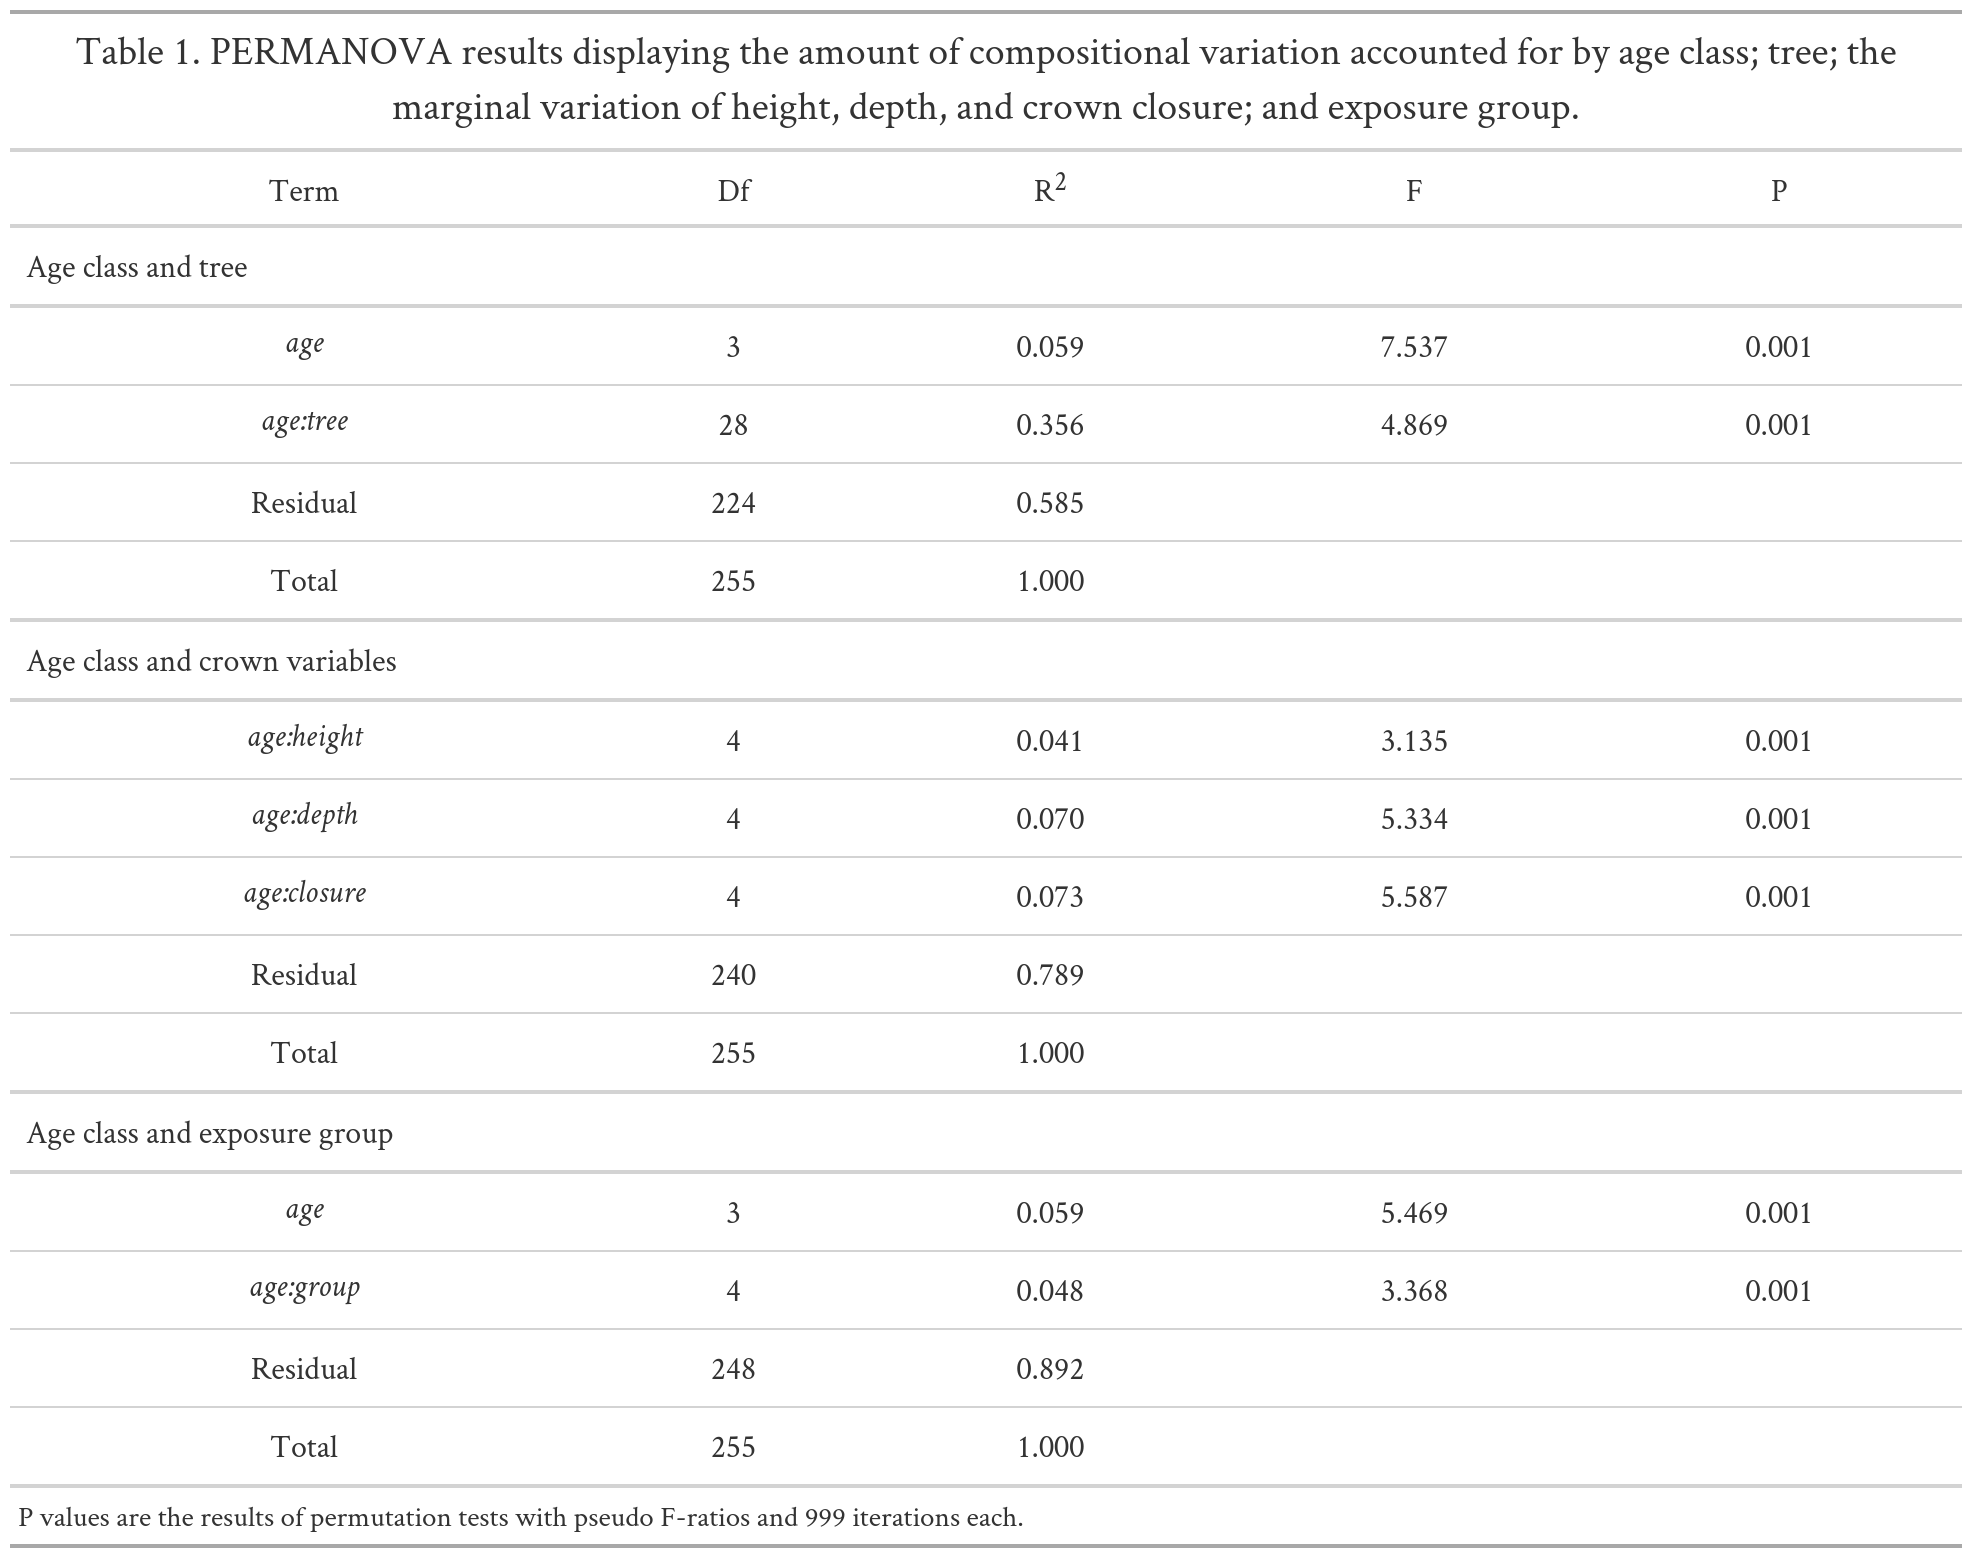 Table 1. PERMANOVA results displaying the amount of compositional variation accounted for by age class; tree; the
marginal variation of height, depth, and crown closure; and exposure group.
Term Df R² F P
Age class and tree
age 3 0.059 7.537 0.001
age:tree 28 0.356 4.869 0.001
Residual 224 0.585
Total 255 1.000
Age class and crown variables
age:height 4 0.041 3.135 0.001
age:depth 4 0.070 5.334 0.001
age:closure 4 0.073 5.587 0.001
Residual 240 0.789
Total 255 1.000
Age class and exposure group
age 3 0.059 5.469 0.001
age:group 4 0.048 3.368 0.001
Residual 248 0.892
Total 255 1.000
P values are the results of permutation tests with pseudo F-ratios and 999 iterations each.